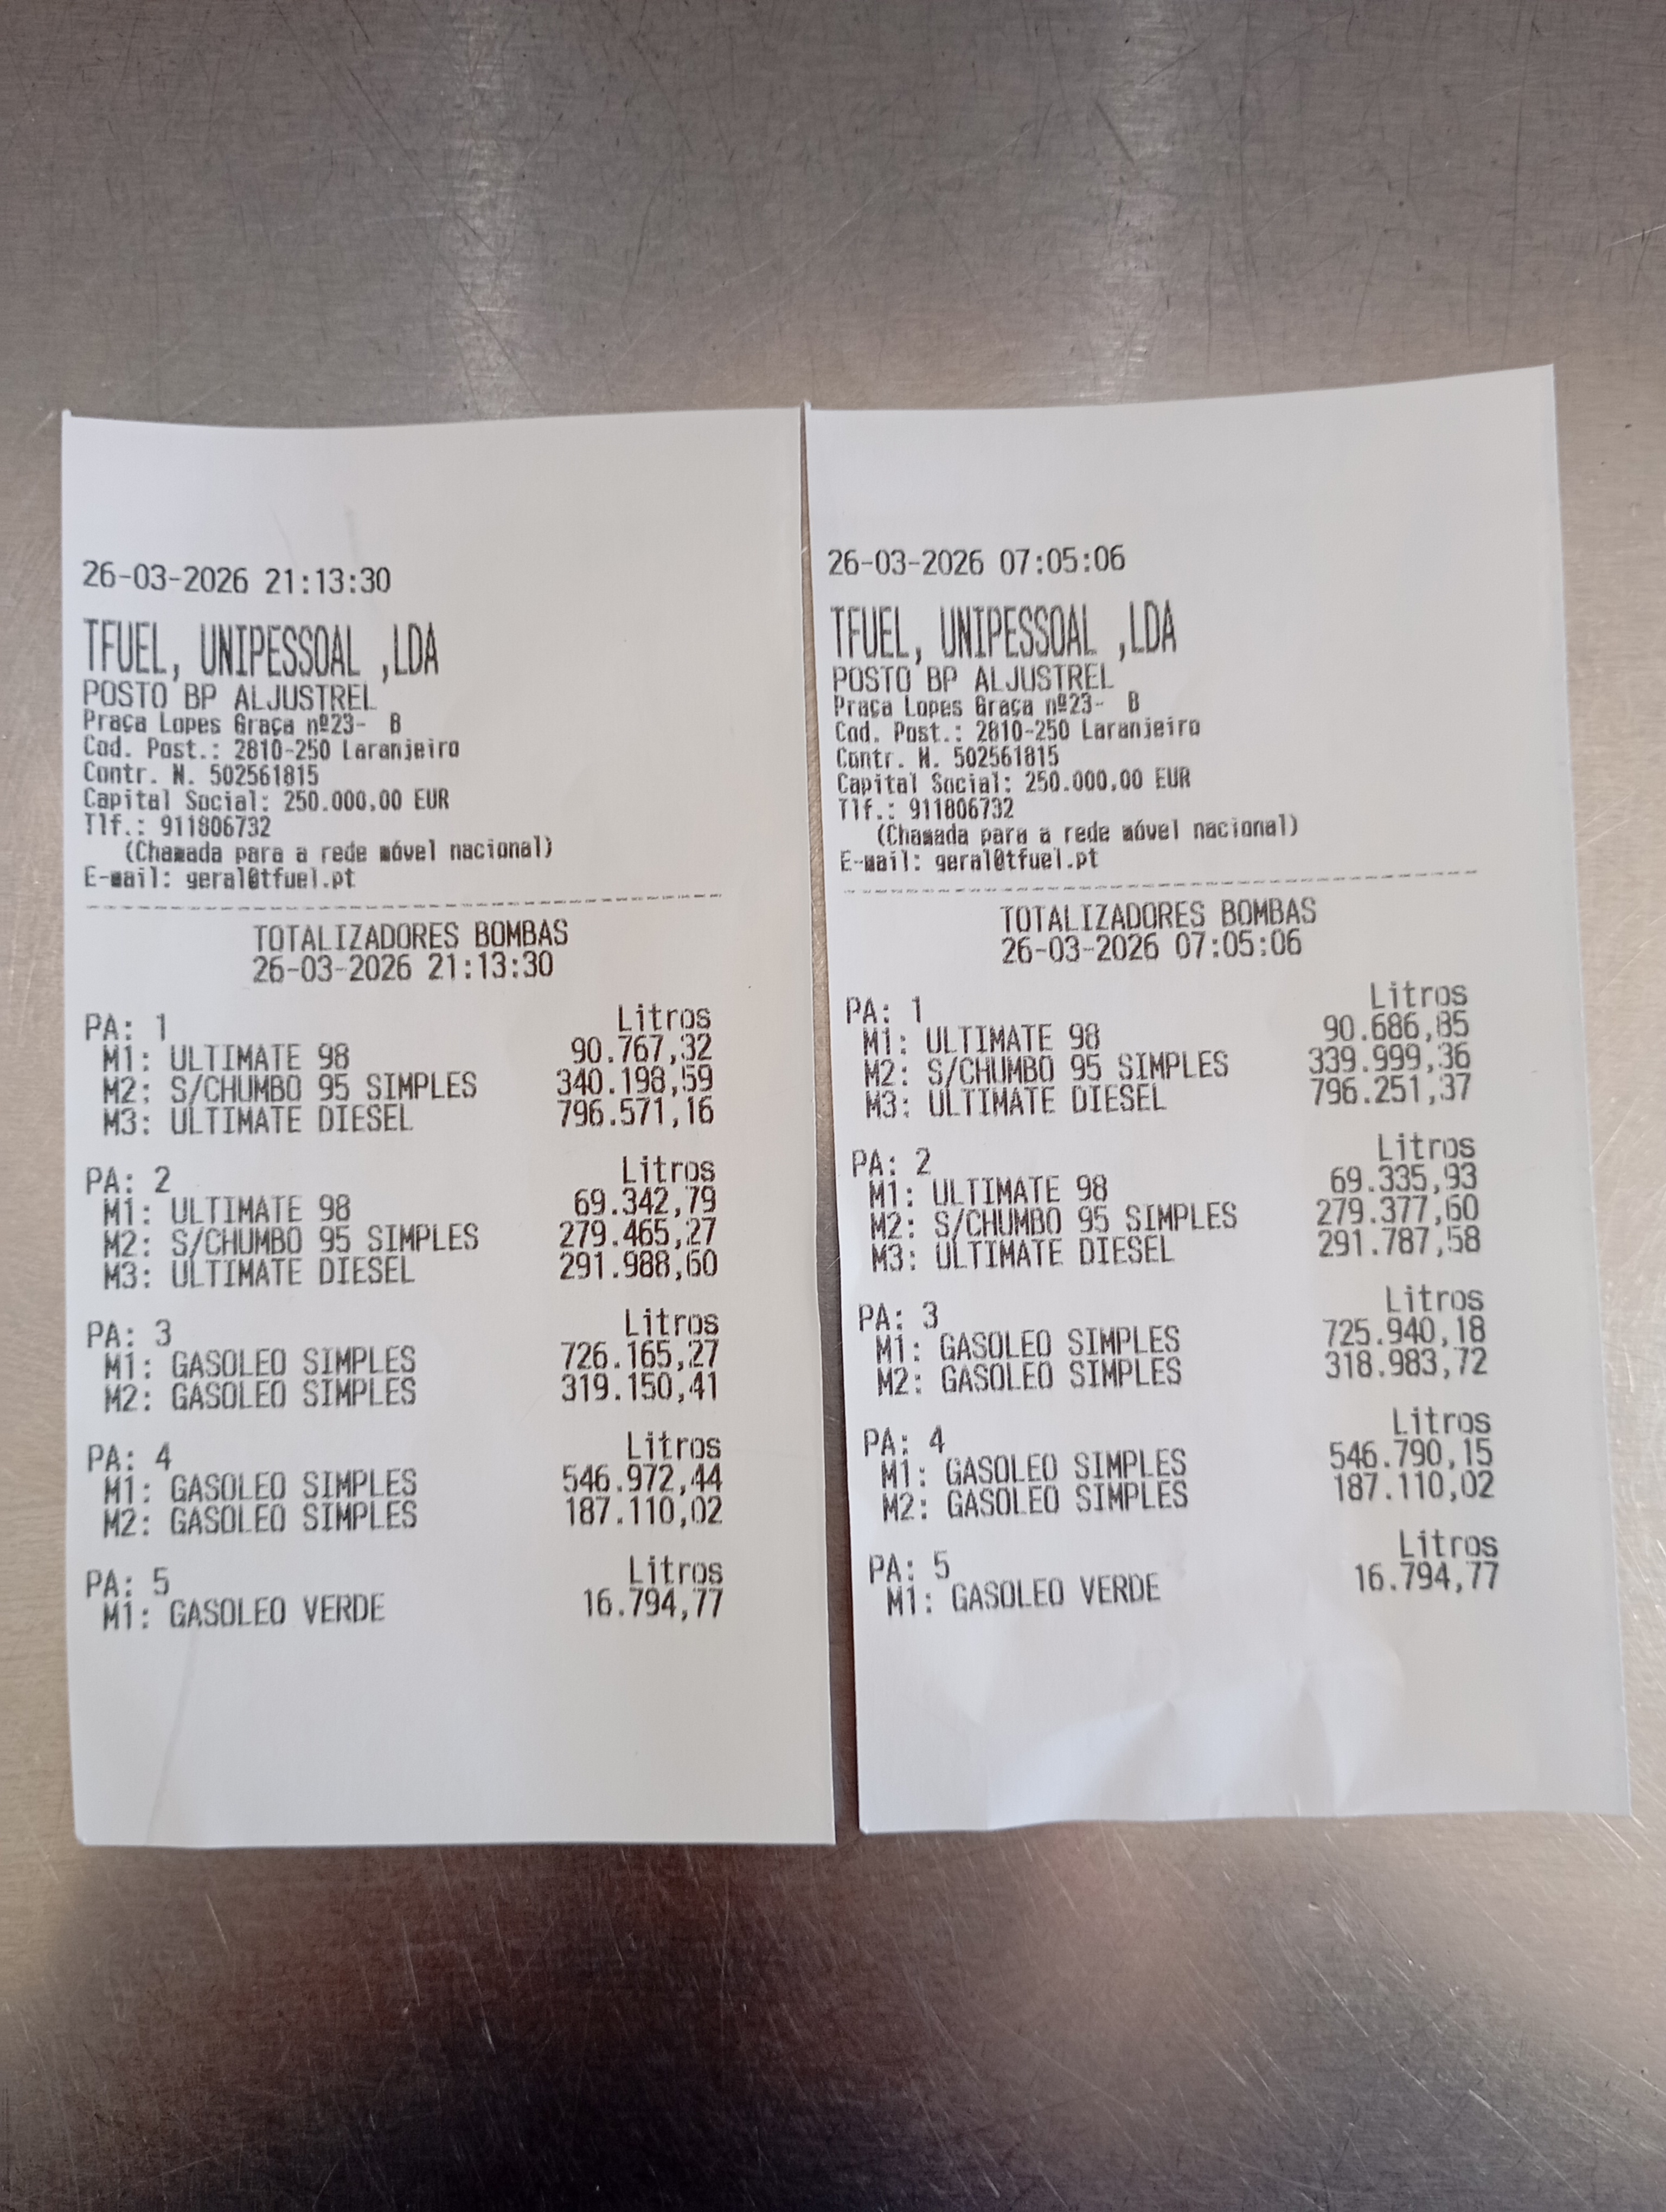 26-03-2026 21:13:30
TFUEL, UNIPESSOAL ,LDA
POSTO BP ALJUSTREL
Praça Lopes Graça nº23-  B
Cod. Post.: 2810-250 Laranjeiro
Contr. N. 502561815
Capital Social: 250.000,00 EUR
Tlf.: 911806732
(Chamada para a rede móvel nacional)
E-mail: geral@tfuel.pt
TOTALIZADORES BOMBAS
26-03-2026 21:13:30
PA: 1 Litros
M1: ULTIMATE 98 90.767,32
M2: S/CHUMBO 95 SIMPLES 340.198,59
M3: ULTIMATE DIESEL 796.571,16
PA: 2 Litros
M1: ULTIMATE 98 69.342,79
M2: S/CHUMBO 95 SIMPLES 279.465,27
M3: ULTIMATE DIESEL 291.988,60
PA: 3 Litros
M1: GASOLEO SIMPLES 726.165,27
M2: GASOLEO SIMPLES 319.150,41
PA: 4 Litros
M1: GASOLEO SIMPLES 546.972,44
M2: GASOLEO SIMPLES 187.110,02
PA: 5 Litros
M1: GASOLEO VERDE 16.794,77
26-03-2026 07:05:06
TFUEL, UNIPESSOAL ,LDA
POSTO BP ALJUSTREL
Praça Lopes Graça nº23-  B
Cod. Post.: 2810-250 Laranjeiro
Contr. N. 502561815
Capital Social: 250.000,00 EUR
Tlf.: 911806732
(Chamada para a rede móvel nacional)
E-mail: geral@tfuel.pt
TOTALIZADORES BOMBAS
26-03-2026 07:05:06
PA: 1 Litros
M1: ULTIMATE 98 90.686,85
M2: S/CHUMBO 95 SIMPLES 339.999,36
M3: ULTIMATE DIESEL 796.251,37
PA: 2 Litros
M1: ULTIMATE 98 69.335,93
M2: S/CHUMBO 95 SIMPLES 279.377,60
M3: ULTIMATE DIESEL 291.787,58
PA: 3 Litros
M1: GASOLEO SIMPLES 725.940,18
M2: GASOLEO SIMPLES 318.983,72
PA: 4 Litros
M1: GASOLEO SIMPLES 546.790,15
M2: GASOLEO SIMPLES 187.110,02
PA: 5 Litros
M1: GASOLEO VERDE 16.794,77